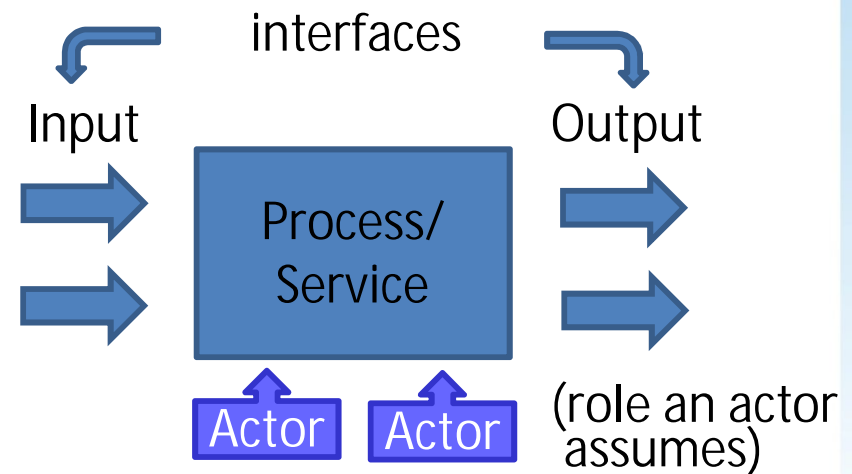 interfaces
Input
Output
Process/
Service
Actor
Actor
(role an actor
assumes)